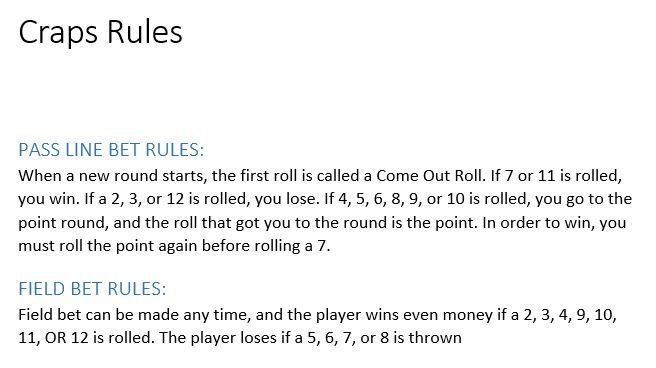 Craps Rules
PASS LINE BET RULES:
When a new round starts, the first roll is called a Come Out Roll. If 7 or 11 is rolled,
you win. If a 2, 3, or 12 is rolled, you lose. If 4, 5, 6, 8, 9, or 10 is rolled, you go to the
point round, and the roll that got you to the round is the point. In order to win, you
must roll the point again before rolling a 7.
FIELD BET RULES:
Field bet can be made any time, and the player wins even money if a 2, 3, 4, 9, 10,
11, OR 12 is rolled. The player loses if a 5, 6, 7, or 8 is thrown